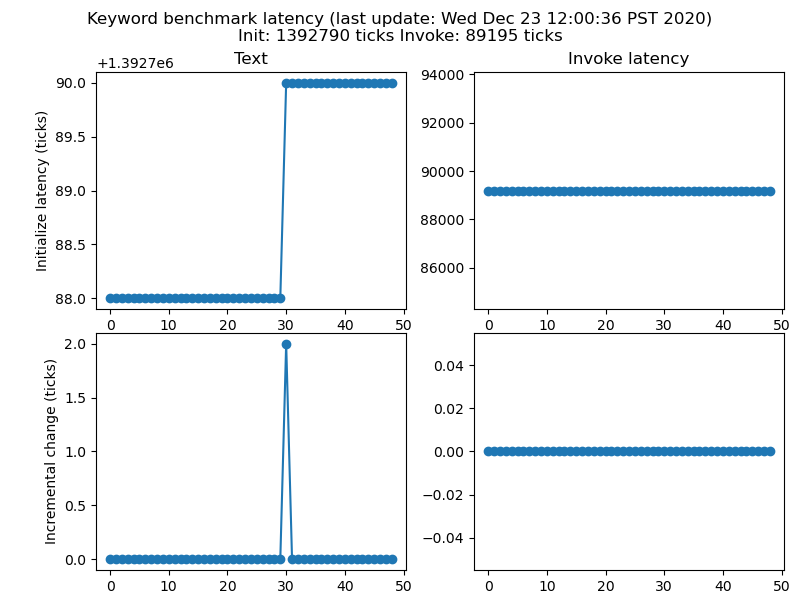 Keyword benchmark latency (last update: Wed Dec 23 12:00:36 PST 2020)
Init: 1392790 ticks Invoke: 89195 ticks
Text
+1.3927e6
Initialize latency (ticks)
90.0
89.5
89.0
88.5
88.0
0 10 20 30 40 50
Invoke latency
94000
92000
90000
88000
86000
0 10 20 30 40 50
Incremental change (ticks)
2.0
1.5
1.0
0.5
0.0
0 10 20 30 40 50
0.04
0.02
0.00
−0.02
−0.04
0 10 20 30 40 50